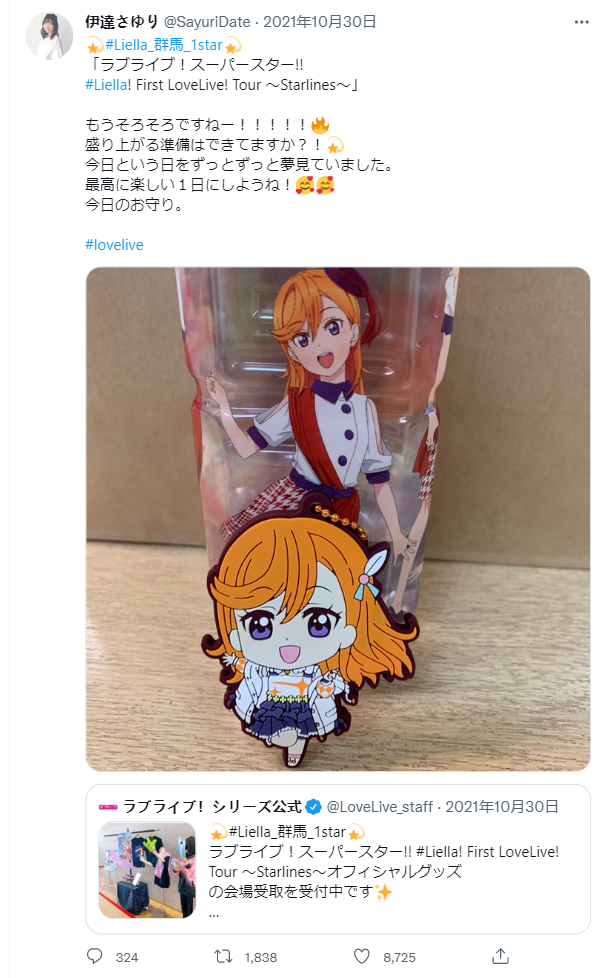 伊達さゆり @SayuriDate · 2021年10月30日
💫#Liella_群馬_1star💫
「ラブライブ！スーパースター!!
#Liella! First LoveLive! Tour ～Starlines～」
もうそろそろですねー！！！！！🔥
盛り上がる準備はできてますか？！💫
今日という日をずっとずっと夢見ていました。
最高に楽しい１日にしようね！🥰🥰
今日のお守り。
#lovelive
ラブライブ！シリーズ公式 @LoveLive_staff · 2021年10月30日
💫#Liella_群馬_1star💫
ラブライブ！スーパースター!! #Liella! First LoveLive!
Tour ～Starlines～オフィシャルグッズ
の会場受取を受付中です✨
...
324 1,838 8,725